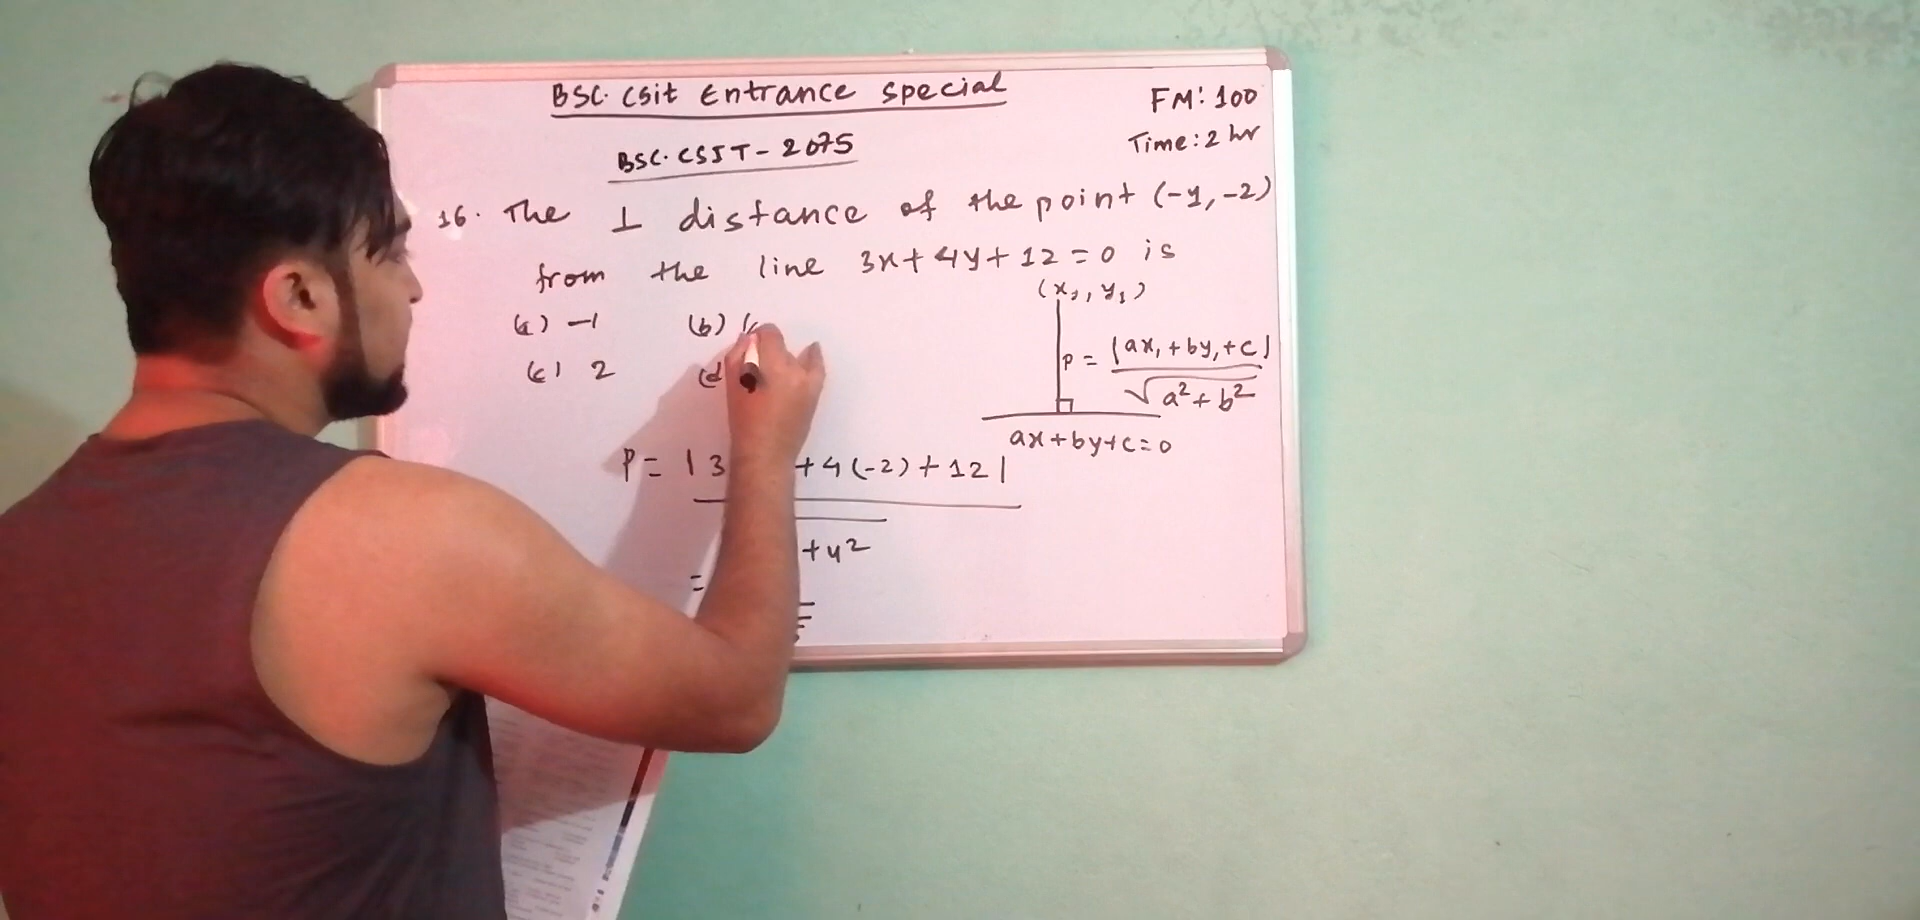 BSC. CSit Entrance special
FM: 100
Time: 2 hr
BSC. CSIT - 2075
16. The ⊥ distance of the point (-4, -2)
from the line 3x + 4y + 12 = 0 is
(a) -1 (b)
(c) 2 (d
(x₁, y₁)
P = |ax₁ + by₁ + c|
√a² + b²
ax + by + c = 0
P = | 3 + 4 (-2) + 12 |
+ 4²
=